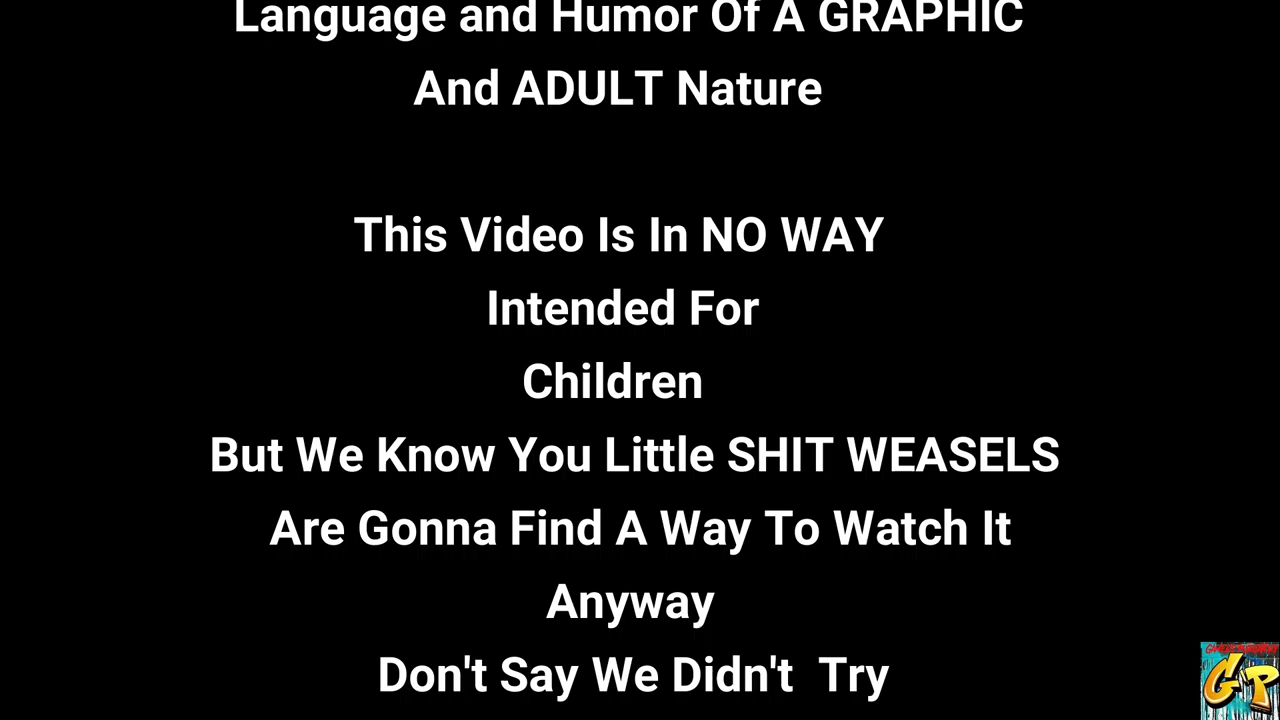 Language and Humor Of A GRAPHIC
And ADULT Nature
This Video Is In NO WAY
Intended For
Children
But We Know You Little SHIT WEASELS
Are Gonna Find A Way To Watch It
Anyway
Don't Say We Didn't  Try
GP